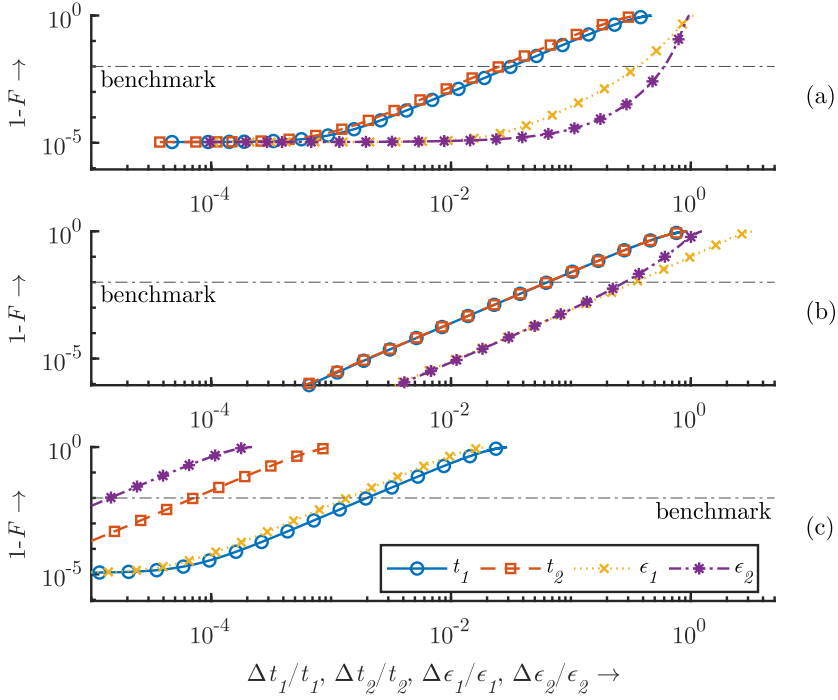 10^0
benchmark
10^-5
1-F →
(a)
10^-4 10^-2 10^0
10^0
benchmark
10^-5
1-F →
(b)
10^-4 10^-2 10^0
10^0
benchmark
10^-5
1-F →
(c)
t_1 t_2 ϵ_1 ϵ_2
10^-4 10^-2 10^0
Δt_1/t_1, Δt_2/t_2, Δϵ_1/ϵ_1, Δϵ_2/ϵ_2 →